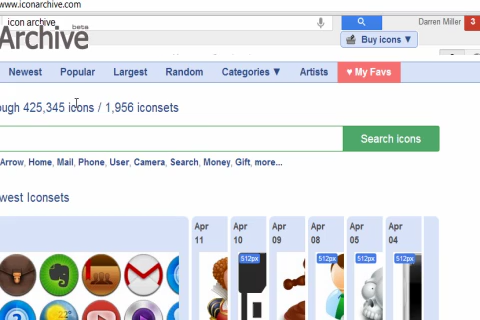 www.iconarchive.com
icon archive
Darren Miller 3
Archive beta
Buy icons ▼
Newest Popular Largest Random Categories ▼ Artists ♥ My Favs
ough 425,345 icons / 1,956 iconsets
Search icons
Arrow, Home, Mail, Phone, User, Camera, Search, Money, Gift, more...
west Iconsets
Apr 11 Apr 10 Apr 09 Apr 08 Apr 05 Apr 04
512px 512px 512px 512px
22°